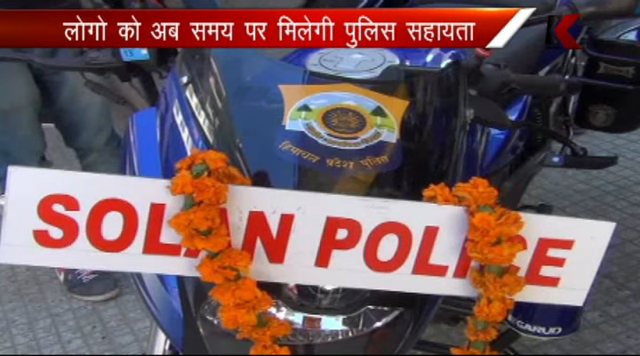 लोगो को अब समय पर मिलेगी पुलिस सहायता
हिमाचल प्रदेश पुलिस
SOLAN POLICE
GARUD